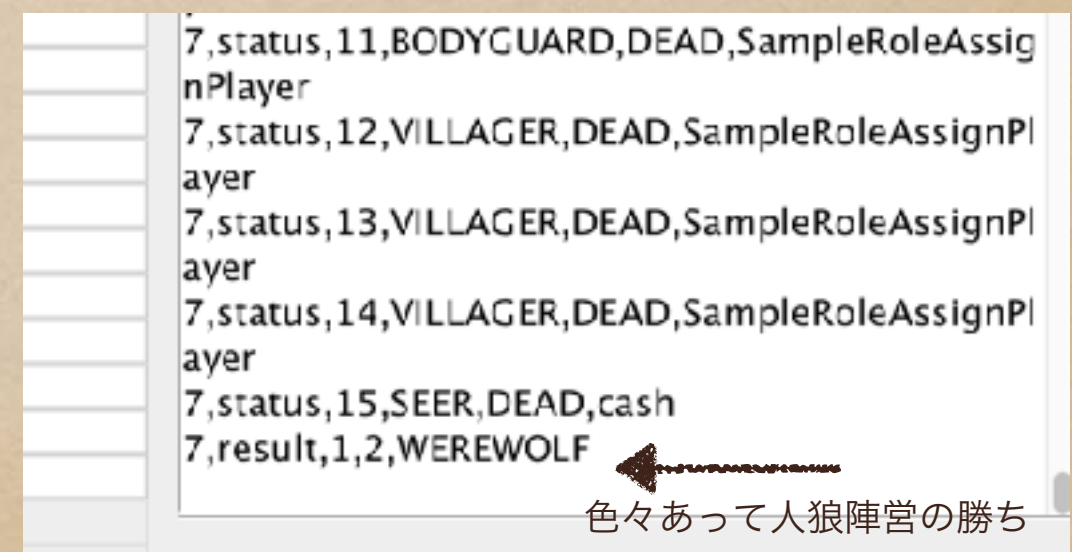 7,status,11,BODYGUARD,DEAD,SampleRoleAssig
nPlayer
7,status,12,VILLAGER,DEAD,SampleRoleAssignPl
ayer
7,status,13,VILLAGER,DEAD,SampleRoleAssignPl
ayer
7,status,14,VILLAGER,DEAD,SampleRoleAssignPl
ayer
7,status,15,SEER,DEAD,cash
7,result,1,2,WEREWOLF
色々あって人狼陣営の勝ち